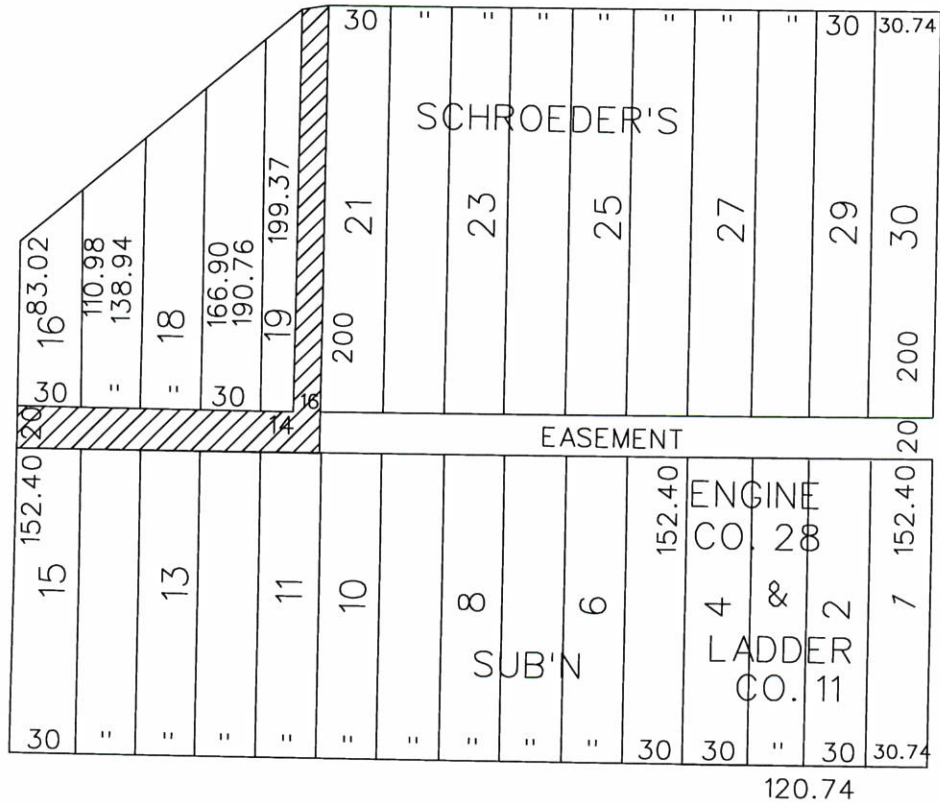 30 " " " " " " " 30 30.74
SCHROEDER'S
21 23 25 27 29 30
83.02
110.98
138.94
166.90
190.76
199.37
16 18 19
200 200
30 " " 30
16
20 14 EASEMENT 20
152.40 152.40 152.40
ENGINE
CO. 28
15 13 11 10 8 6 4 & 2 1
SUB'N
LADDER
CO. 11
30 " " " " " " " " " 30 30 " 30 30.74
120.74